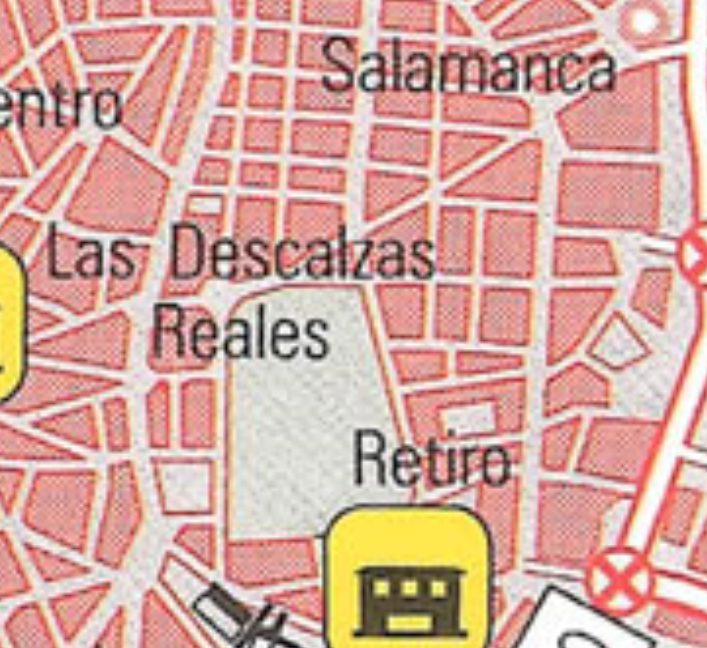 Salamanca
entro
Las Descalzas
Reales
Retiro